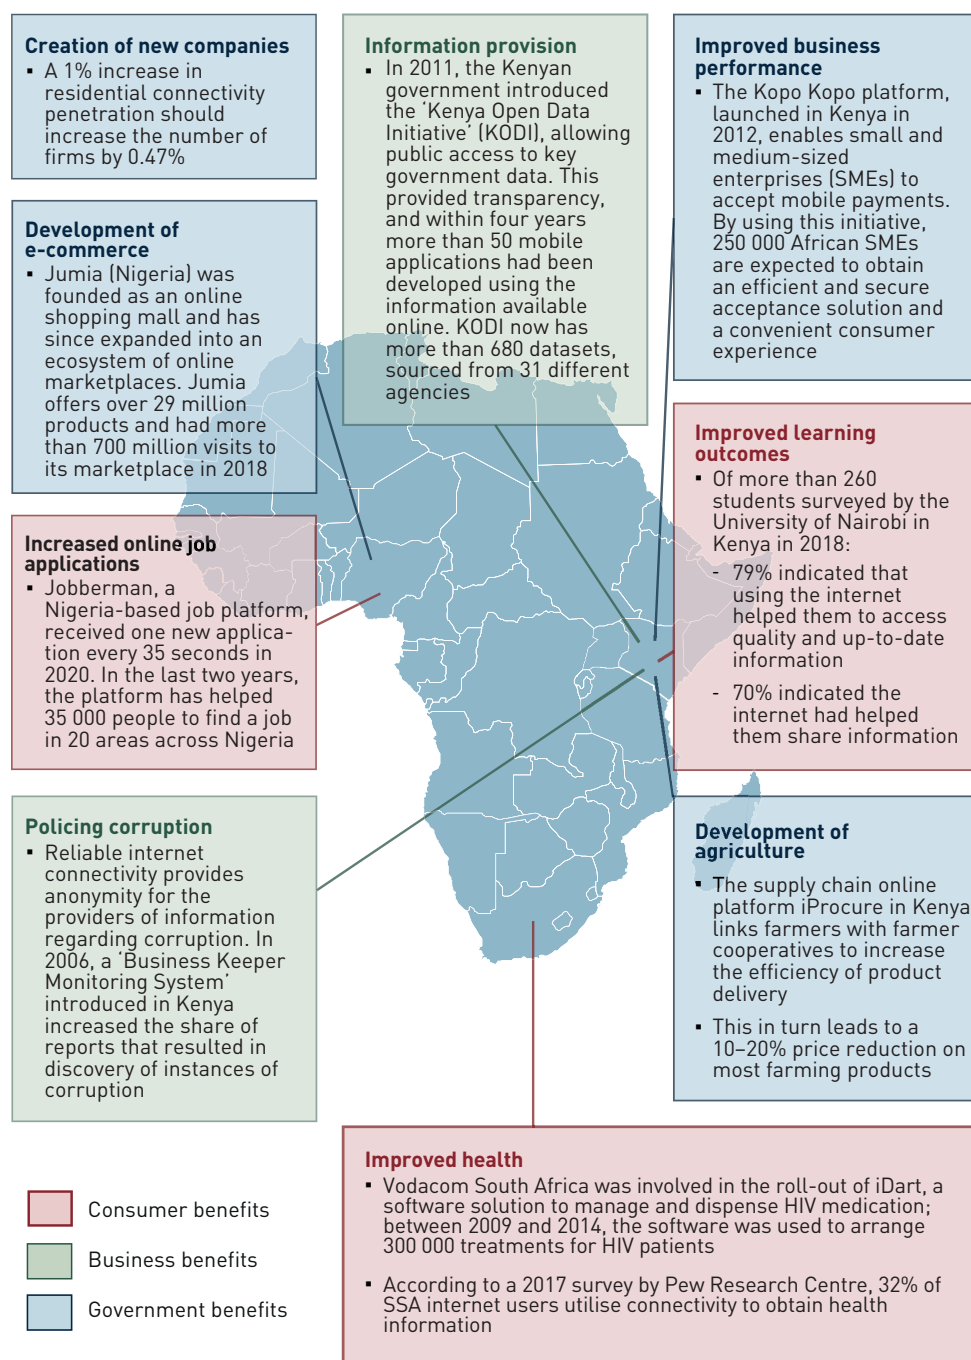 Creation of new companies
▪ A 1% increase in
residential connectivity
penetration should
increase the number of
firms by 0.47%
Development of
e-commerce
▪ Jumia (Nigeria) was
founded as an online
shopping mall and has
since expanded into an
ecosystem of online
marketplaces. Jumia
offers over 29 million
products and had more
than 700 million visits to
its marketplace in 2018
Increased online job
applications
▪ Jobberman, a
Nigeria-based job platform,
received one new applica-
tion every 35 seconds in
2020. In the last two years,
the platform has helped
35 000 people to find a job
in 20 areas across Nigeria
Policing corruption
▪ Reliable internet
connectivity provides
anonymity for the
providers of information
regarding corruption. In
2006, a ‘Business Keeper
Monitoring System’
introduced in Kenya
increased the share of
reports that resulted in
discovery of instances of
corruption
Information provision
▪ In 2011, the Kenyan
government introduced
the ‘Kenya Open Data
Initiative’ (KODI), allowing
public access to key
government data. This
provided transparency,
and within four years
more than 50 mobile
applications had been
developed using the
information available
online. KODI now has
more than 680 datasets,
sourced from 31 different
agencies
Improved business
performance
▪ The Kopo Kopo platform,
launched in Kenya in
2012, enables small and
medium-sized
enterprises (SMEs) to
accept mobile payments.
By using this initiative,
250 000 African SMEs
are expected to obtain
an efficient and secure
acceptance solution and
a convenient consumer
experience
Improved learning
outcomes
▪ Of more than 260
students surveyed by the
University of Nairobi in
Kenya in 2018:
- 79% indicated that
using the internet
helped them to access
quality and up-to-date
information
- 70% indicated the
internet had helped
them share information
Development of
agriculture
▪ The supply chain online
platform iProcure in Kenya
links farmers with farmer
cooperatives to increase
the efficiency of product
delivery
▪ This in turn leads to a
10–20% price reduction on
most farming products
Improved health
▪ Vodacom South Africa was involved in the roll-out of iDart, a
software solution to manage and dispense HIV medication;
between 2009 and 2014, the software was used to arrange
300 000 treatments for HIV patients
▪ According to a 2017 survey by Pew Research Centre, 32% of
SSA internet users utilise connectivity to obtain health
information
Consumer benefits
Business benefits
Government benefits